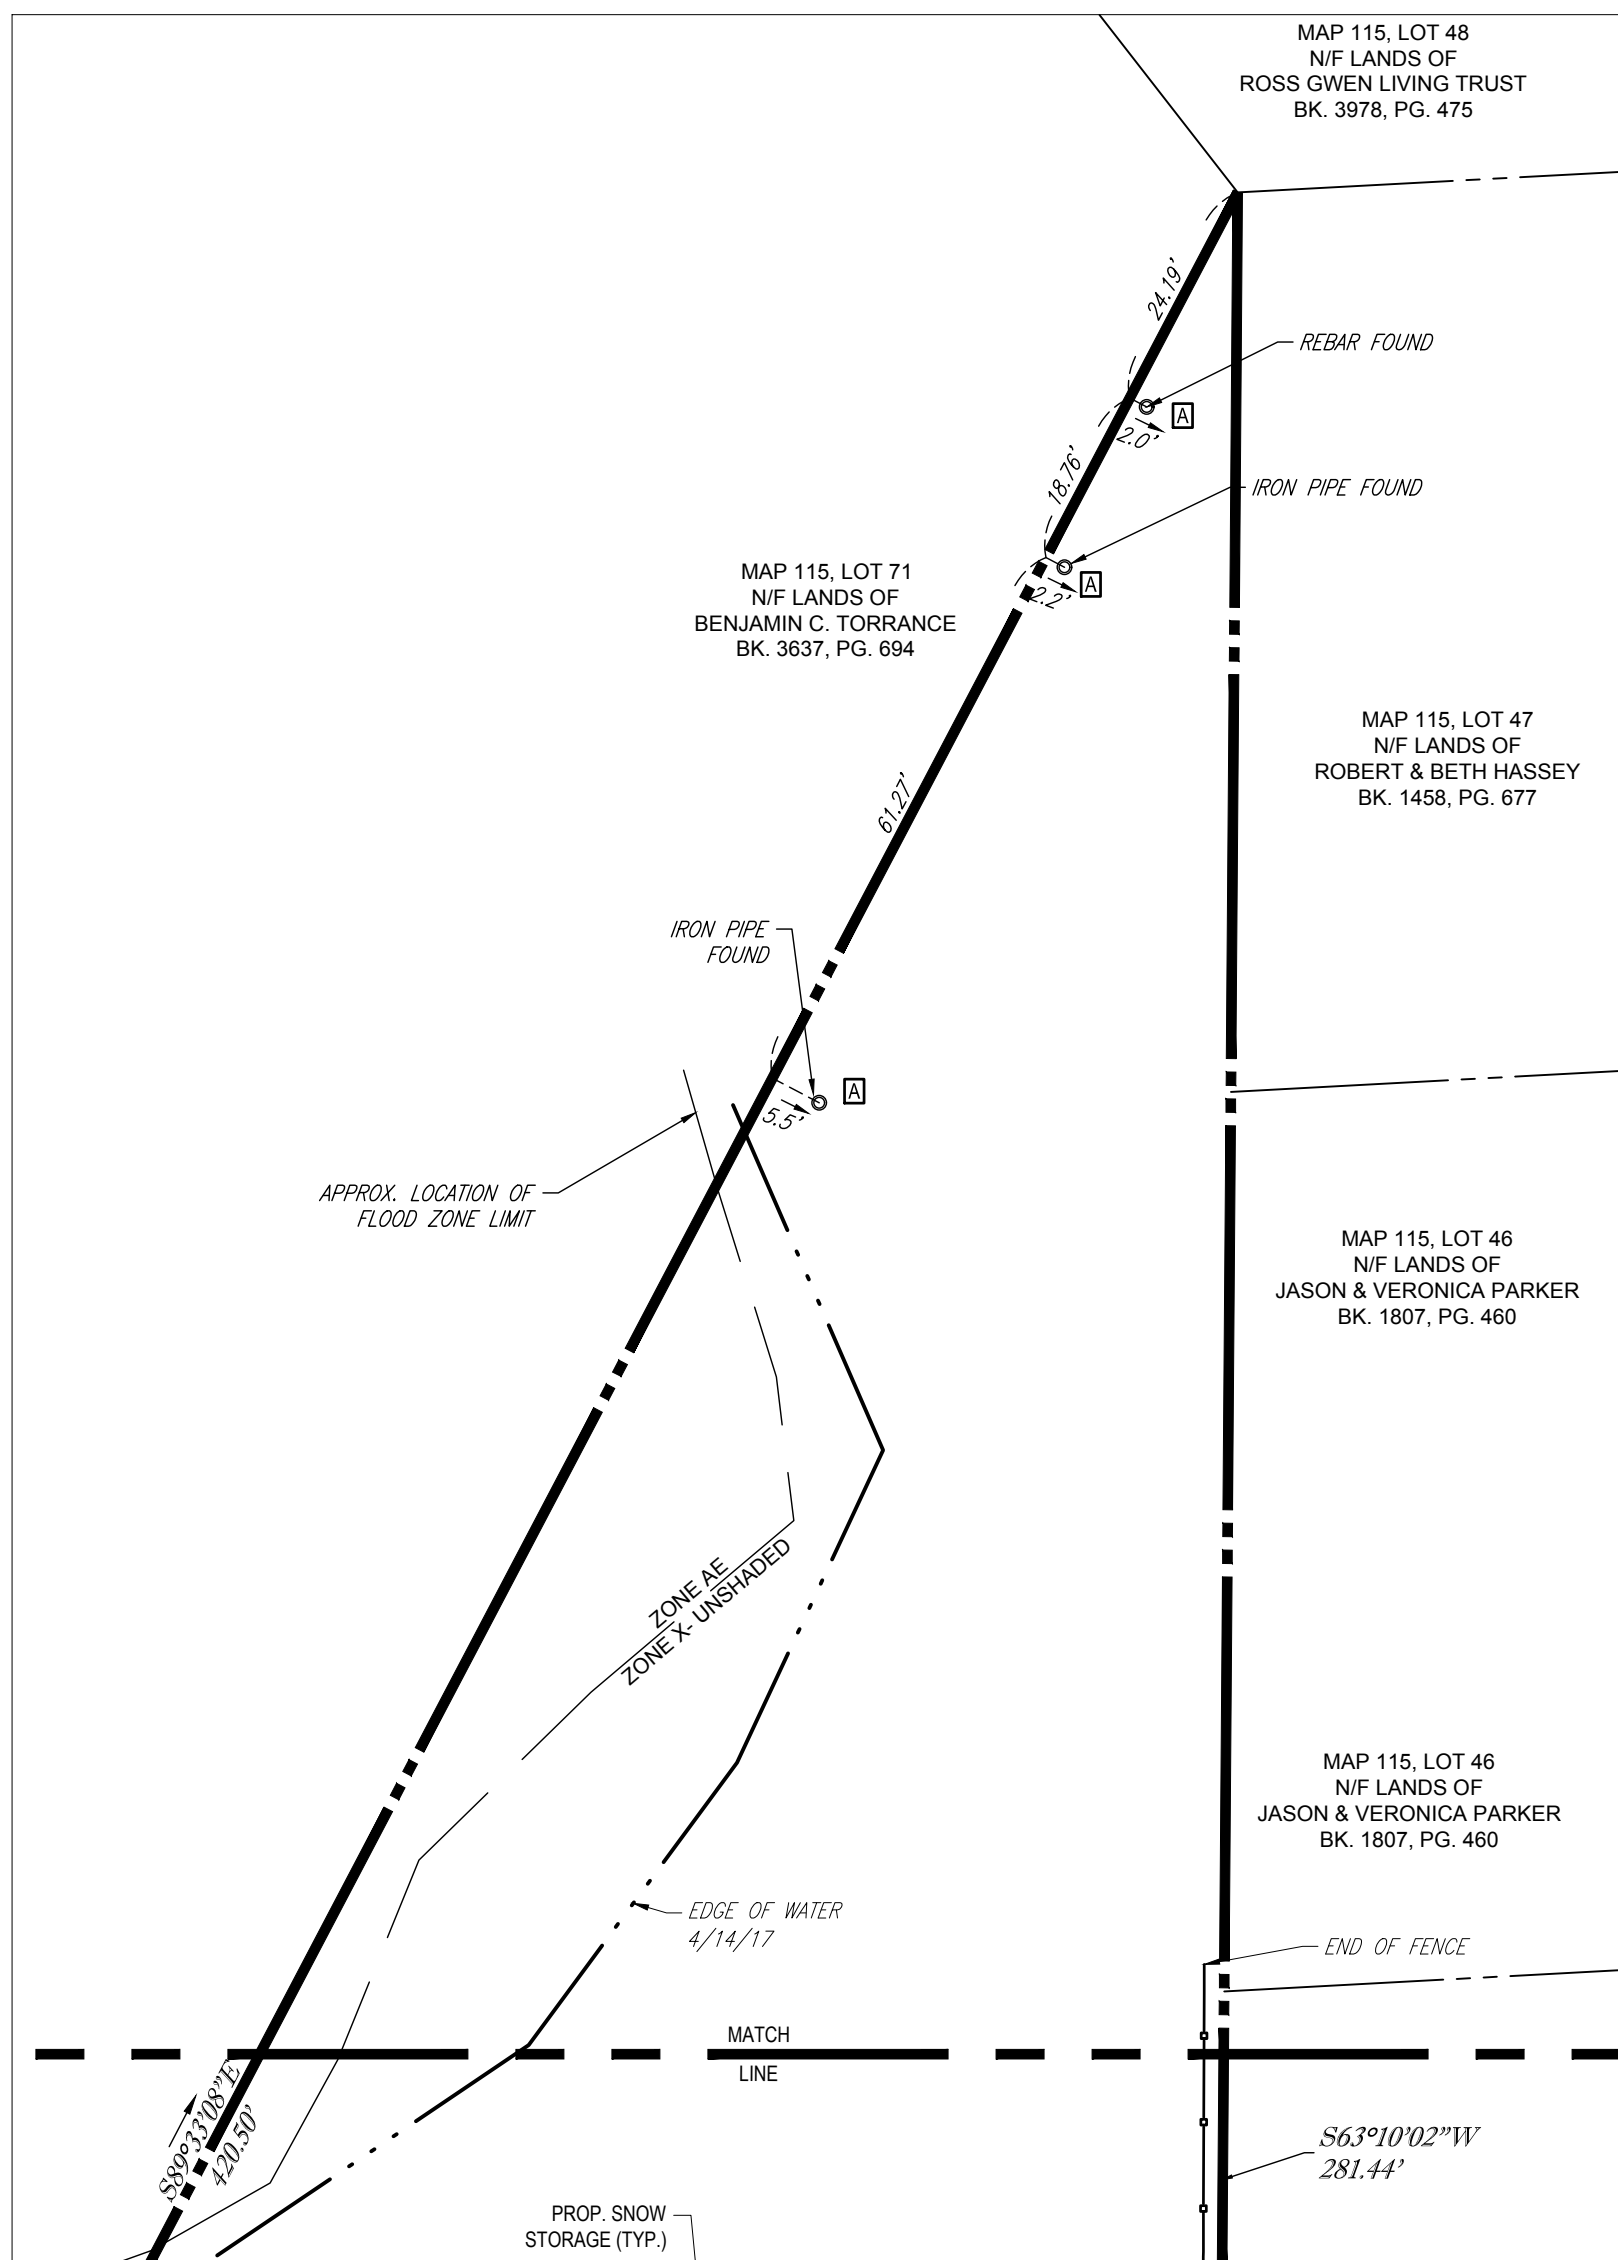 MAP 115, LOT 48
N/F LANDS OF
ROSS GWEN LIVING TRUST
BK. 3978, PG. 475
24.19'
REBAR FOUND
A
2.0'
18.76'
IRON PIPE FOUND
A
2.2'
MAP 115, LOT 71
N/F LANDS OF
BENJAMIN C. TORRANCE
BK. 3637, PG. 694
MAP 115, LOT 47
N/F LANDS OF
ROBERT & BETH HASSEY
BK. 1458, PG. 677
61.27'
IRON PIPE
FOUND
A
5.5'
APPROX. LOCATION OF
FLOOD ZONE LIMIT
MAP 115, LOT 46
N/F LANDS OF
JASON & VERONICA PARKER
BK. 1807, PG. 460
ZONE AE
ZONE X- UNSHADED
MAP 115, LOT 46
N/F LANDS OF
JASON & VERONICA PARKER
BK. 1807, PG. 460
EDGE OF WATER
4/14/17
END OF FENCE
MATCH
LINE
S89°33'08"E
420.50'
S63°10'02"W
281.44'
PROP. SNOW
STORAGE (TYP.)